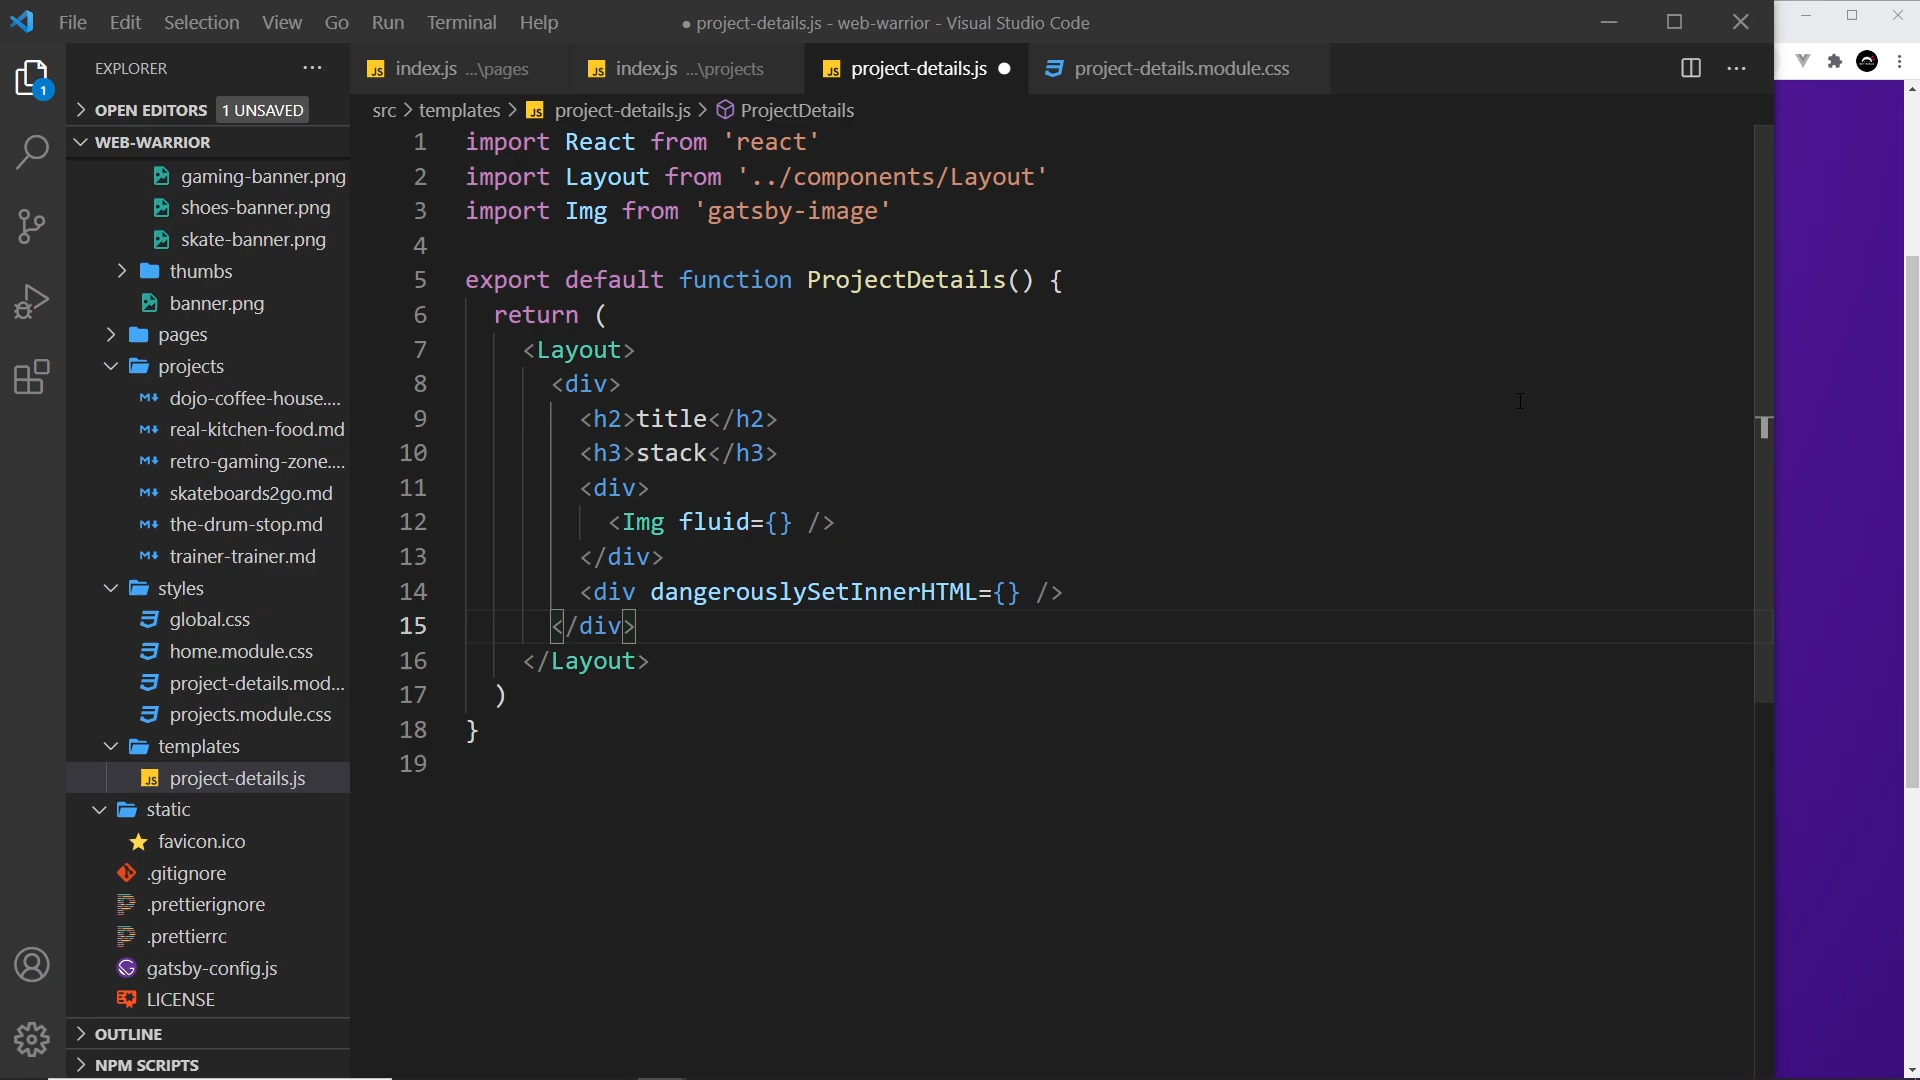 File Edit Selection View Go Run Terminal Help
● project-details.js - web-warrior - Visual Studio Code
EXPLORER
1
OPEN EDITORS 1 UNSAVED
WEB-WARRIOR
gaming-banner.png
shoes-banner.png
skate-banner.png
thumbs
banner.png
pages
projects
dojo-coffee-house....
real-kitchen-food.md
retro-gaming-zone....
skateboards2go.md
the-drum-stop.md
trainer-trainer.md
styles
global.css
home.module.css
project-details.mod...
projects.module.css
templates
JS project-details.js
static
favicon.ico
.gitignore
.prettierignore
.prettierrc
gatsby-config.js
LICENSE
OUTLINE
NPM SCRIPTS
JS index.js ...\pages
JS index.js ...\projects
JS project-details.js ●
project-details.module.css
src > templates > JS project-details.js > ProjectDetails
1 import React from 'react'
2 import Layout from '../components/Layout'
3 import Img from 'gatsby-image'
4
5 export default function ProjectDetails() {
6 return (
7 <Layout>
8 <div>
9 <h2>title</h2>
10 <h3>stack</h3>
11 <div>
12 <Img fluid={} />
13 </div>
14 <div dangerouslySetInnerHTML={} />
15 </div>
16 </Layout>
17 )
18 }
19